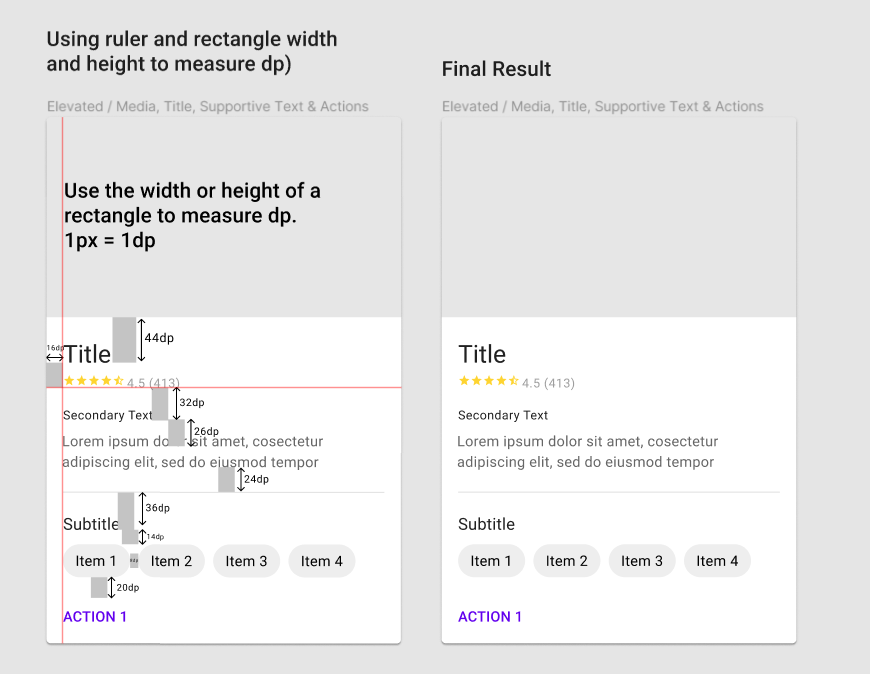 Using ruler and rectangle width
and height to measure dp)
Elevated / Media, Title, Supportive Text & Actions
Use the width or height of a
rectangle to measure dp.
1px = 1dp
44dp
16dp
Title
4.5 (413)
32dp
Secondary Text
26dp
Lorem ipsum dolor sit amet, cosectetur
adipiscing elit, sed do eiusmod tempor
24dp
36dp
Subtitle
14dp
Item 1 Item 2 Item 3 Item 4
20dp
ACTION 1
Final Result
Elevated / Media, Title, Supportive Text & Actions
Title
4.5 (413)
Secondary Text
Lorem ipsum dolor sit amet, cosectetur
adipiscing elit, sed do eiusmod tempor
Subtitle
Item 1 Item 2 Item 3 Item 4
ACTION 1